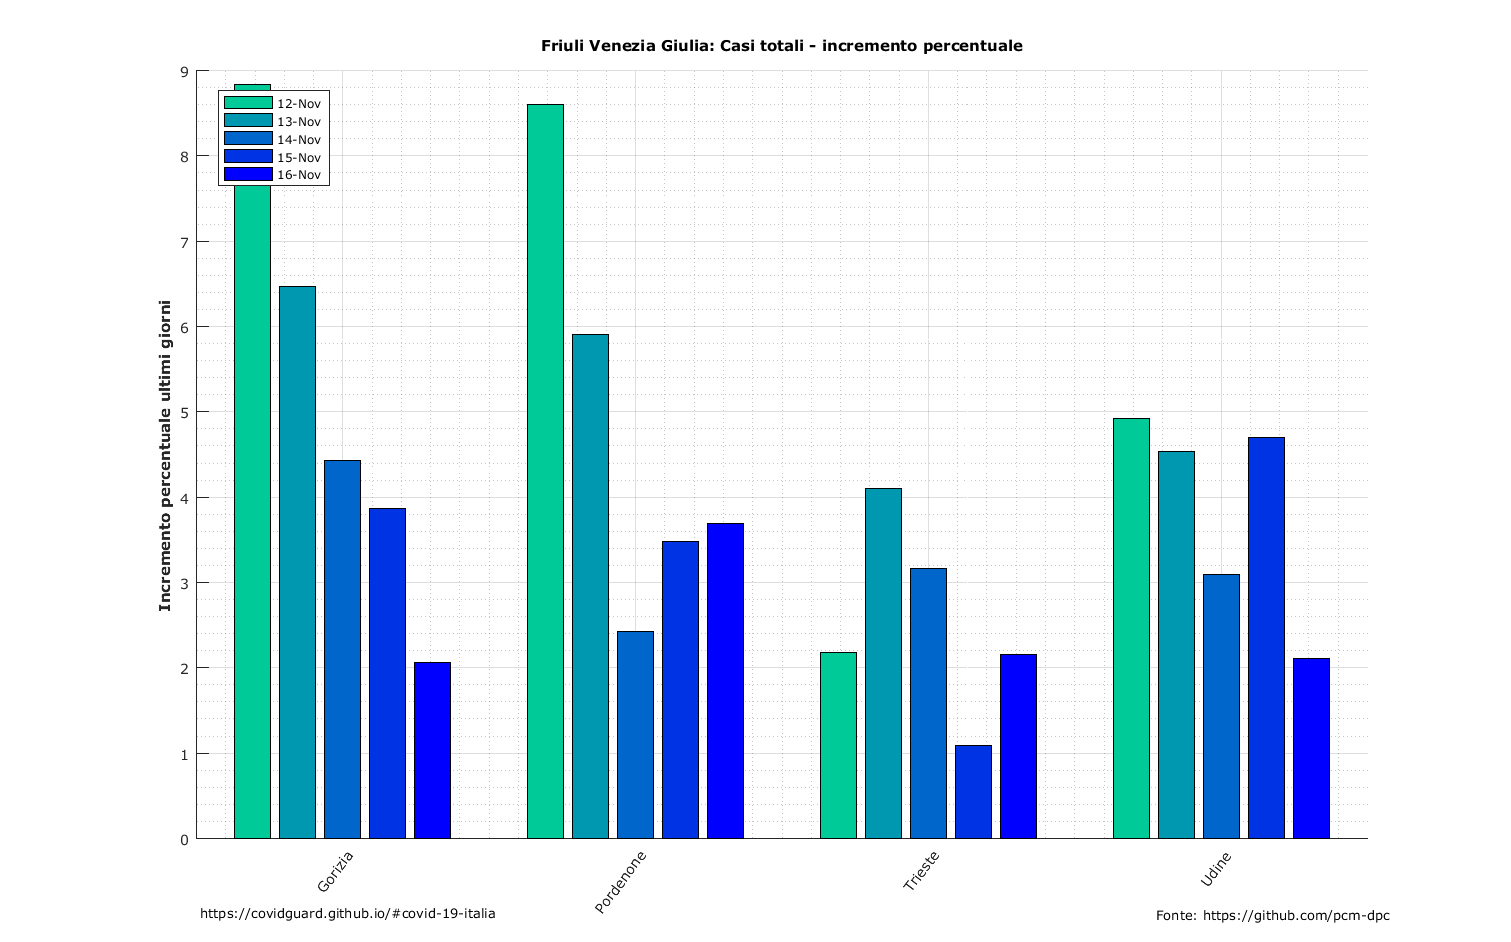 Friuli Venezia Giulia: Casi totali - incremento percentuale
Incremento percentuale ultimi giorni
9
8
7
6
5
4
3
2
1
0
12-Nov
13-Nov
14-Nov
15-Nov
16-Nov
Gorizia
Pordenone
Trieste
Udine
https://covidguard.github.io/#covid-19-italia
Fonte: https://github.com/pcm-dpc